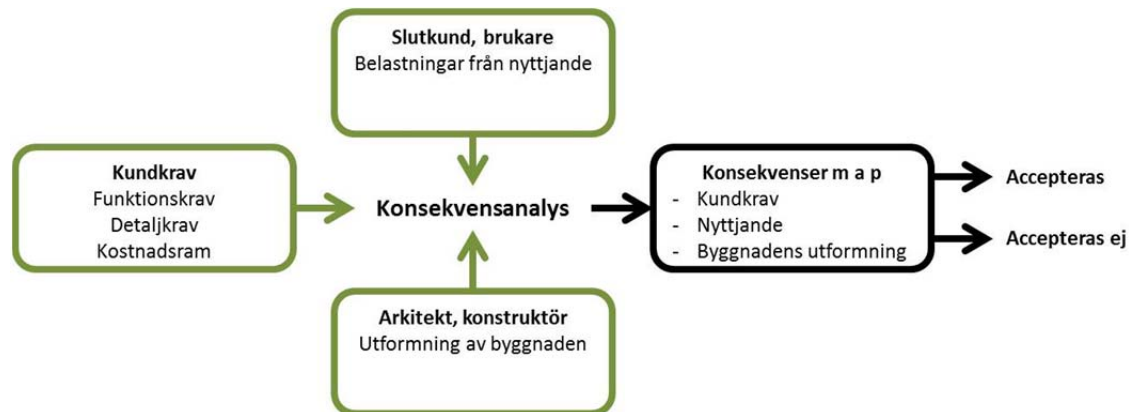 Slutkund, brukare
Belastningar från nyttjande
Kundkrav
Funktionskrav
Detaljkrav
Kostnadsram
Konsekvensanalys
Konsekvenser m a p
- Kundkrav
- Nyttjande
- Byggnadens utformning
Accepteras
Accepteras ej
Arkitekt, konstruktör
Utformning av byggnaden